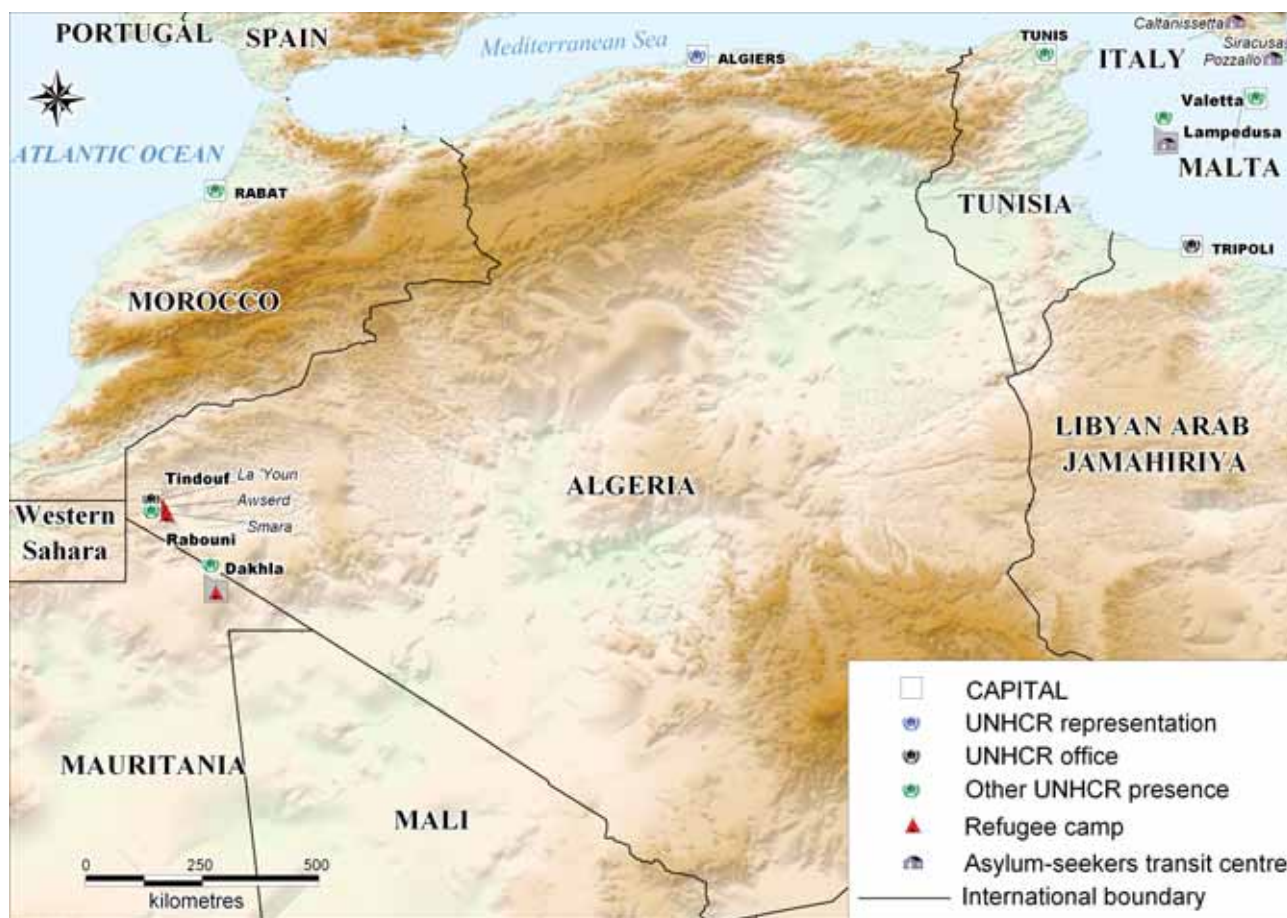 PORTUGAL
SPAIN
Mediterranean Sea
ALGIERS
TUNIS
Caltanissetta
Siracusa
Pozzallo
ITALY
Valetta
Lampedusa
MALTA
ATLANTIC OCEAN
RABAT
TUNISIA
TRIPOLI
MOROCCO
LIBYAN ARAB
JAMAHIRIYA
ALGERIA
Tindouf
La 'Youn
Awserd
Smara
Western
Sahara
Rabouni
Dakhla
MAURITANIA
MALI
0 250 500
kilometres
CAPITAL
UNHCR representation
UNHCR office
Other UNHCR presence
Refugee camp
Asylum-seekers transit centre
International boundary